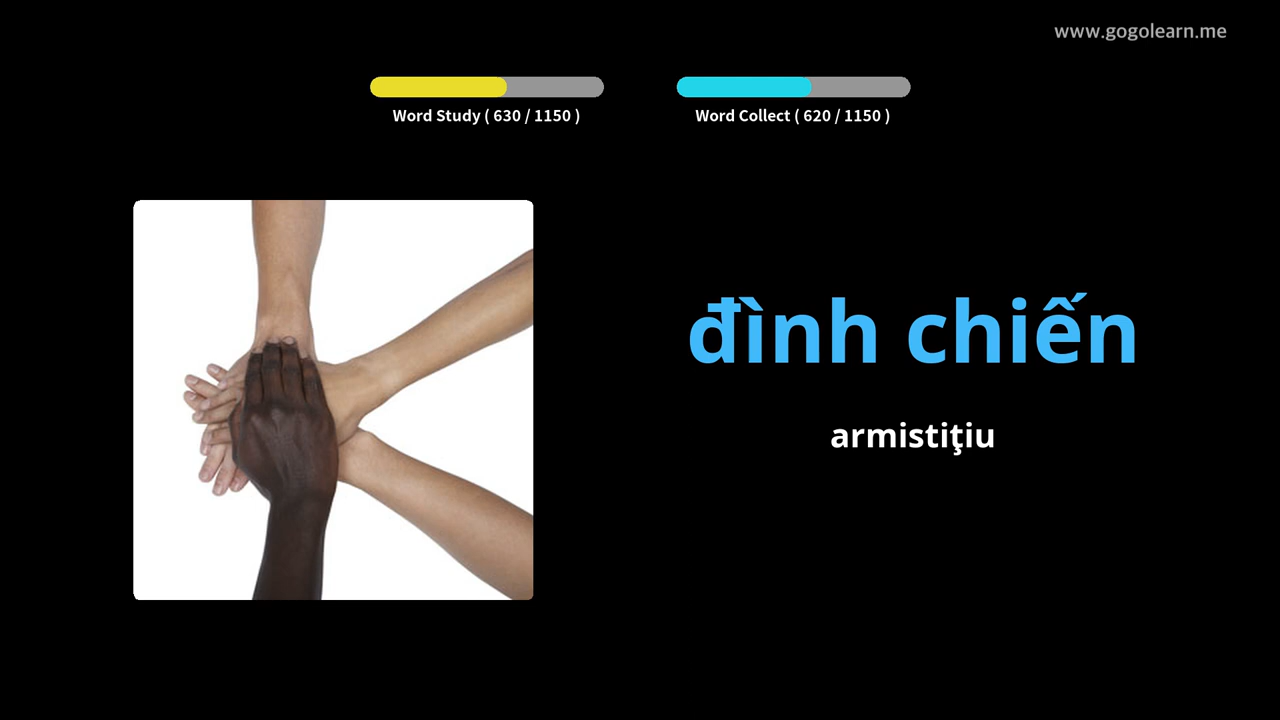 www.gogolearn.me
Word Study ( 630 / 1150 )
Word Collect ( 620 / 1150 )
đình chiến
armistiţiu